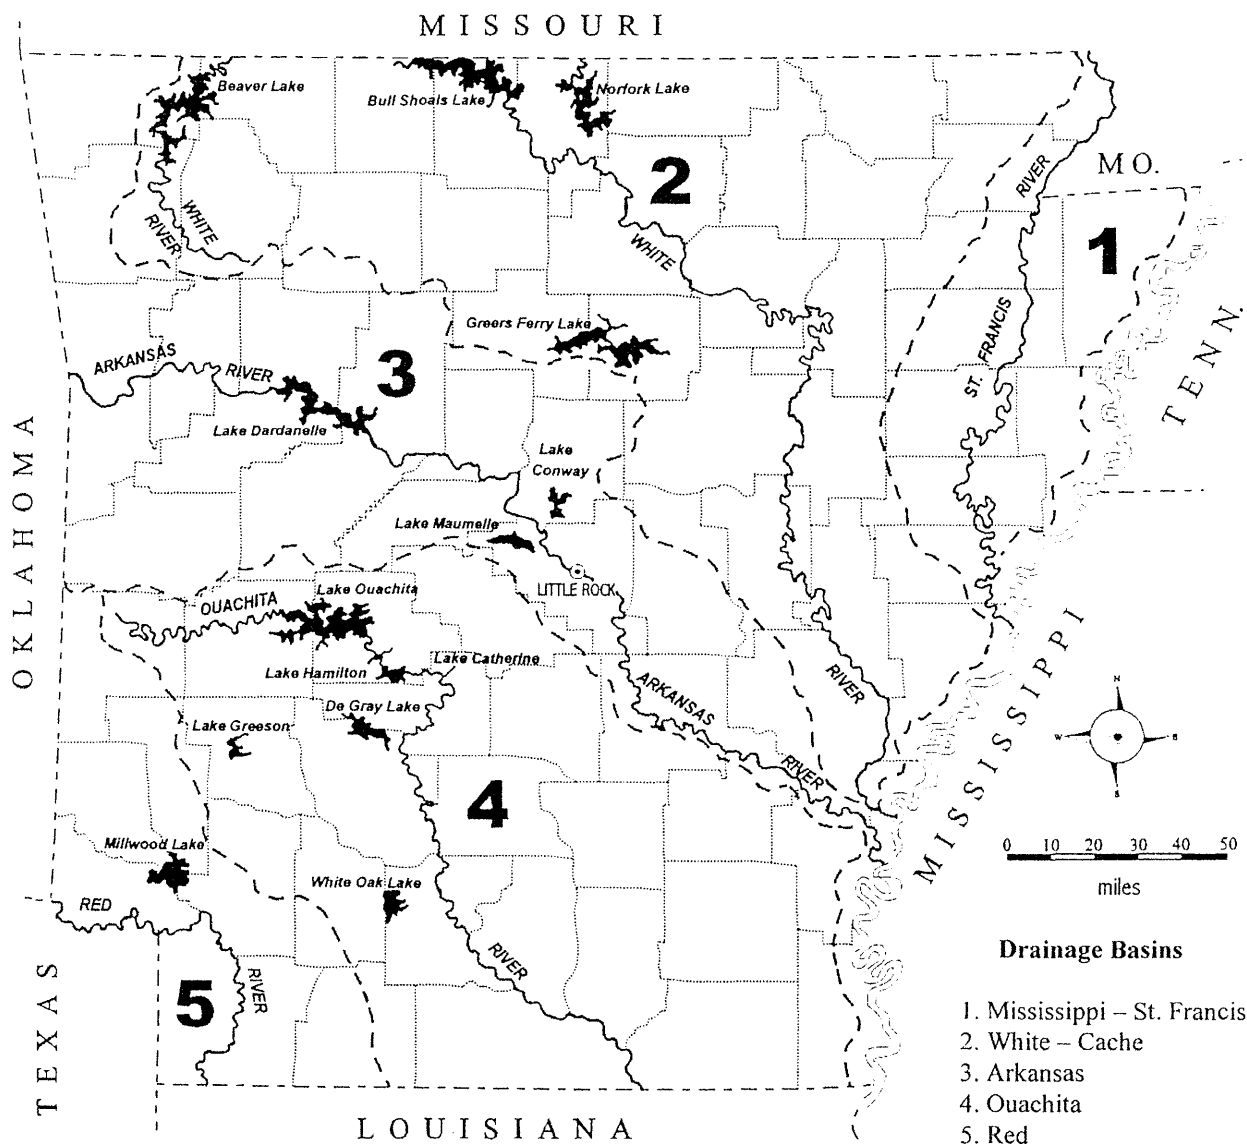 MISSOURI
Beaver Lake
Bull Shoals Lake
Norfork Lake
2
RIVER
MO.
WHITE
RIVER
WHITE
1
Greers Ferry Lake
ST. FRANCIS
TENN.
ARKANSAS
RIVER
3
Lake Dardanelle
OKLAHOMA
Lake
Conway
Lake Maumelle
LITTLE ROCK
OUACHITA
Lake Ouachita
Lake Hamilton
Lake Catherine
De Gray Lake
Lake Greeson
ARKANSAS
RIVER
RIVER
MISSISSIPPI
N
W
E
S
4
Millwood Lake
White Oak Lake
RED
RIVER
RIVER
5
TEXAS
LOUISIANA
0 10 20 30 40 50
miles
Drainage Basins
1. Mississippi – St. Francis
2. White – Cache
3. Arkansas
4. Ouachita
5. Red